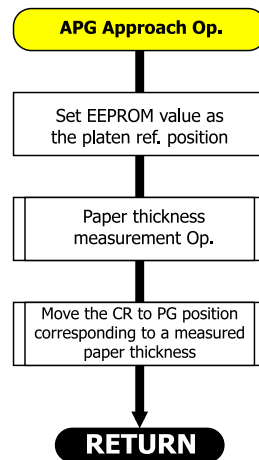 APG Approach Op.
Set EEPROM value as
the platen ref. position
Paper thickness
measurement Op.
Move the CR to PG position
corresponding to a measured
paper thickness
RETURN